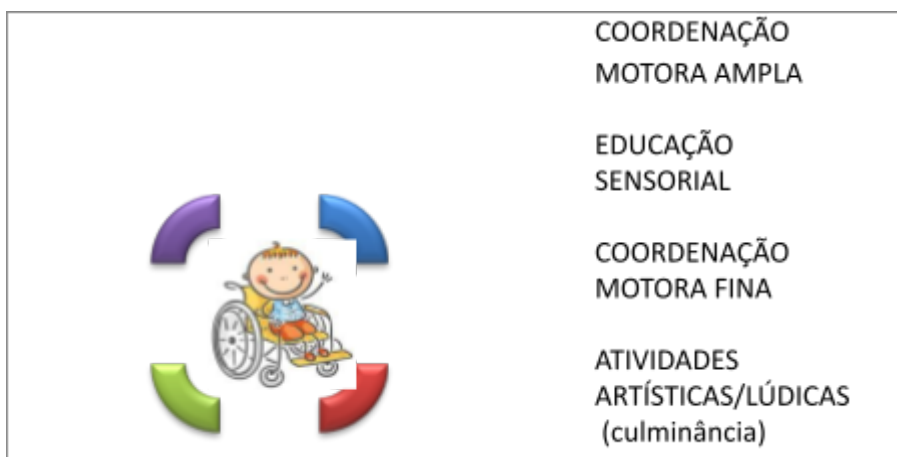 COORDENAÇÃO
MOTORA AMPLA
EDUCAÇÃO
SENSORIAL
COORDENAÇÃO
MOTORA FINA
ATIVIDADES
ARTÍSTICAS/LÚDICAS
(culminância)